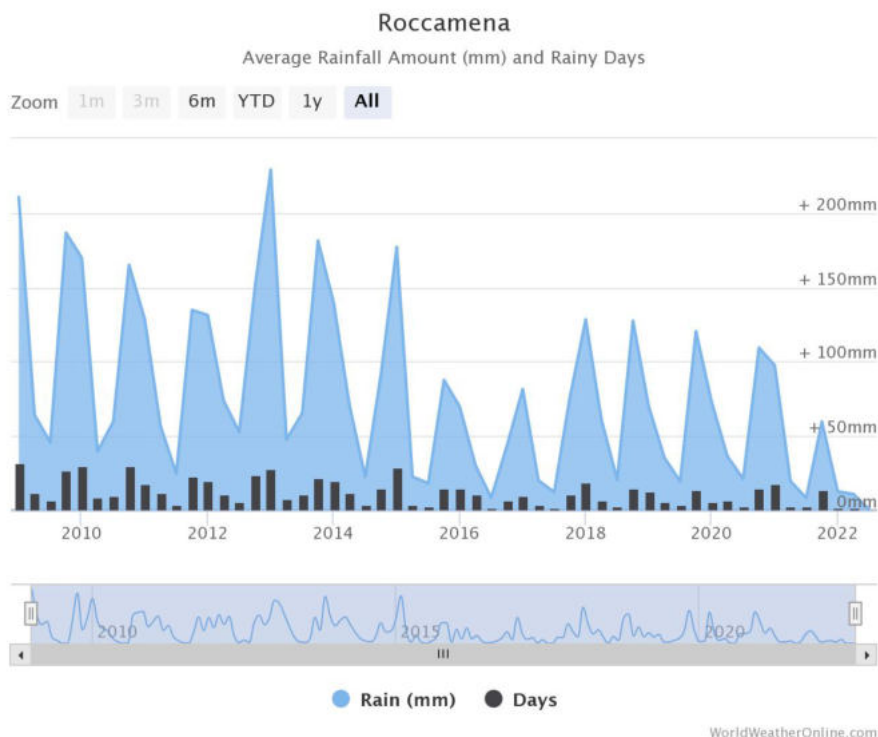 Roccamena
Average Rainfall Amount (mm) and Rainy Days
Zoom 1m 3m 6m YTD 1y All
+ 200mm
+ 150mm
+ 100mm
+ 50mm
0mm
2010 2012 2014 2016 2018 2020 2022
2010 2015 2020
Rain (mm) Days
WorldWeatherOnline.com